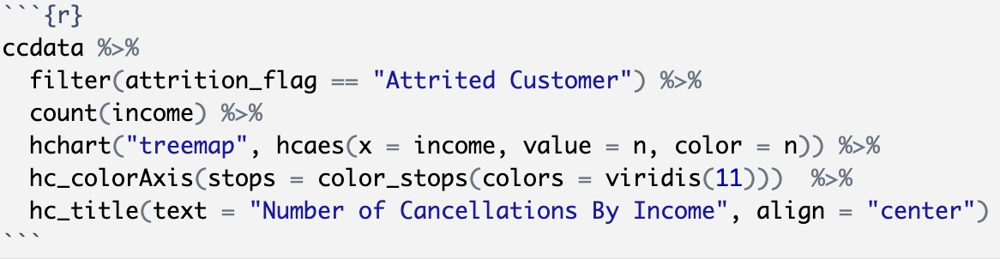 ```{r}
ccdata %>%
  filter(attrition_flag == "Attrited Customer") %>%
  count(income) %>%
  hchart("treemap", hcaes(x = income, value = n, color = n)) %>%
  hc_colorAxis(stops = color_stops(colors = viridis(11)))  %>%
  hc_title(text = "Number of Cancellations By Income", align = "center")
```